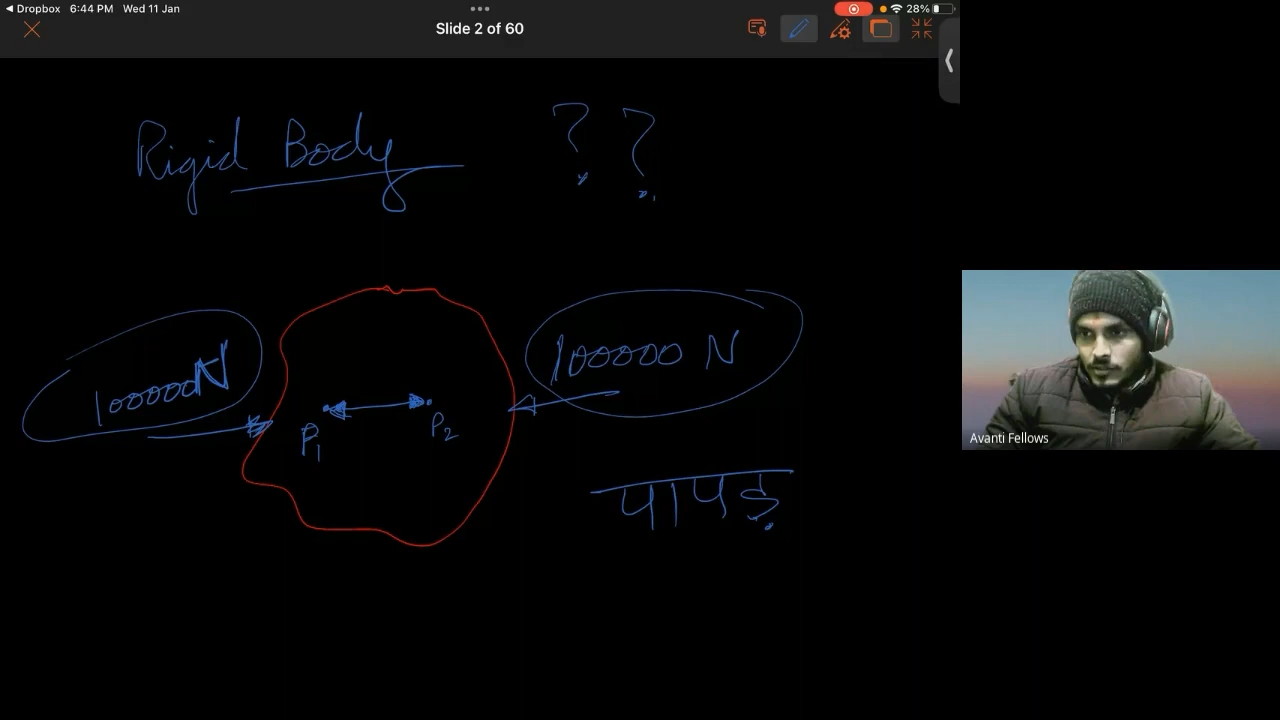 Dropbox 6:44 PM Wed 11 Jan 28%
Slide 2 of 60
Rigid Body ??
100000 N
100000N
P1 P2
पापड़
Avanti Fellows